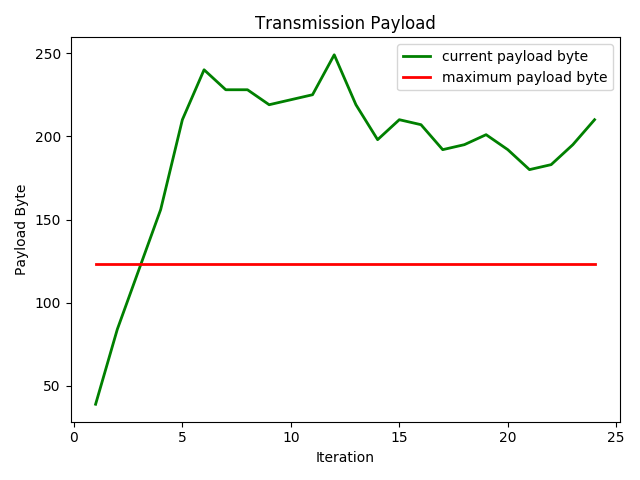 Transmission Payload
current payload byte
maximum payload byte
250
200
150
100
50
Payload Byte
0
5
10
15
20
25
Iteration